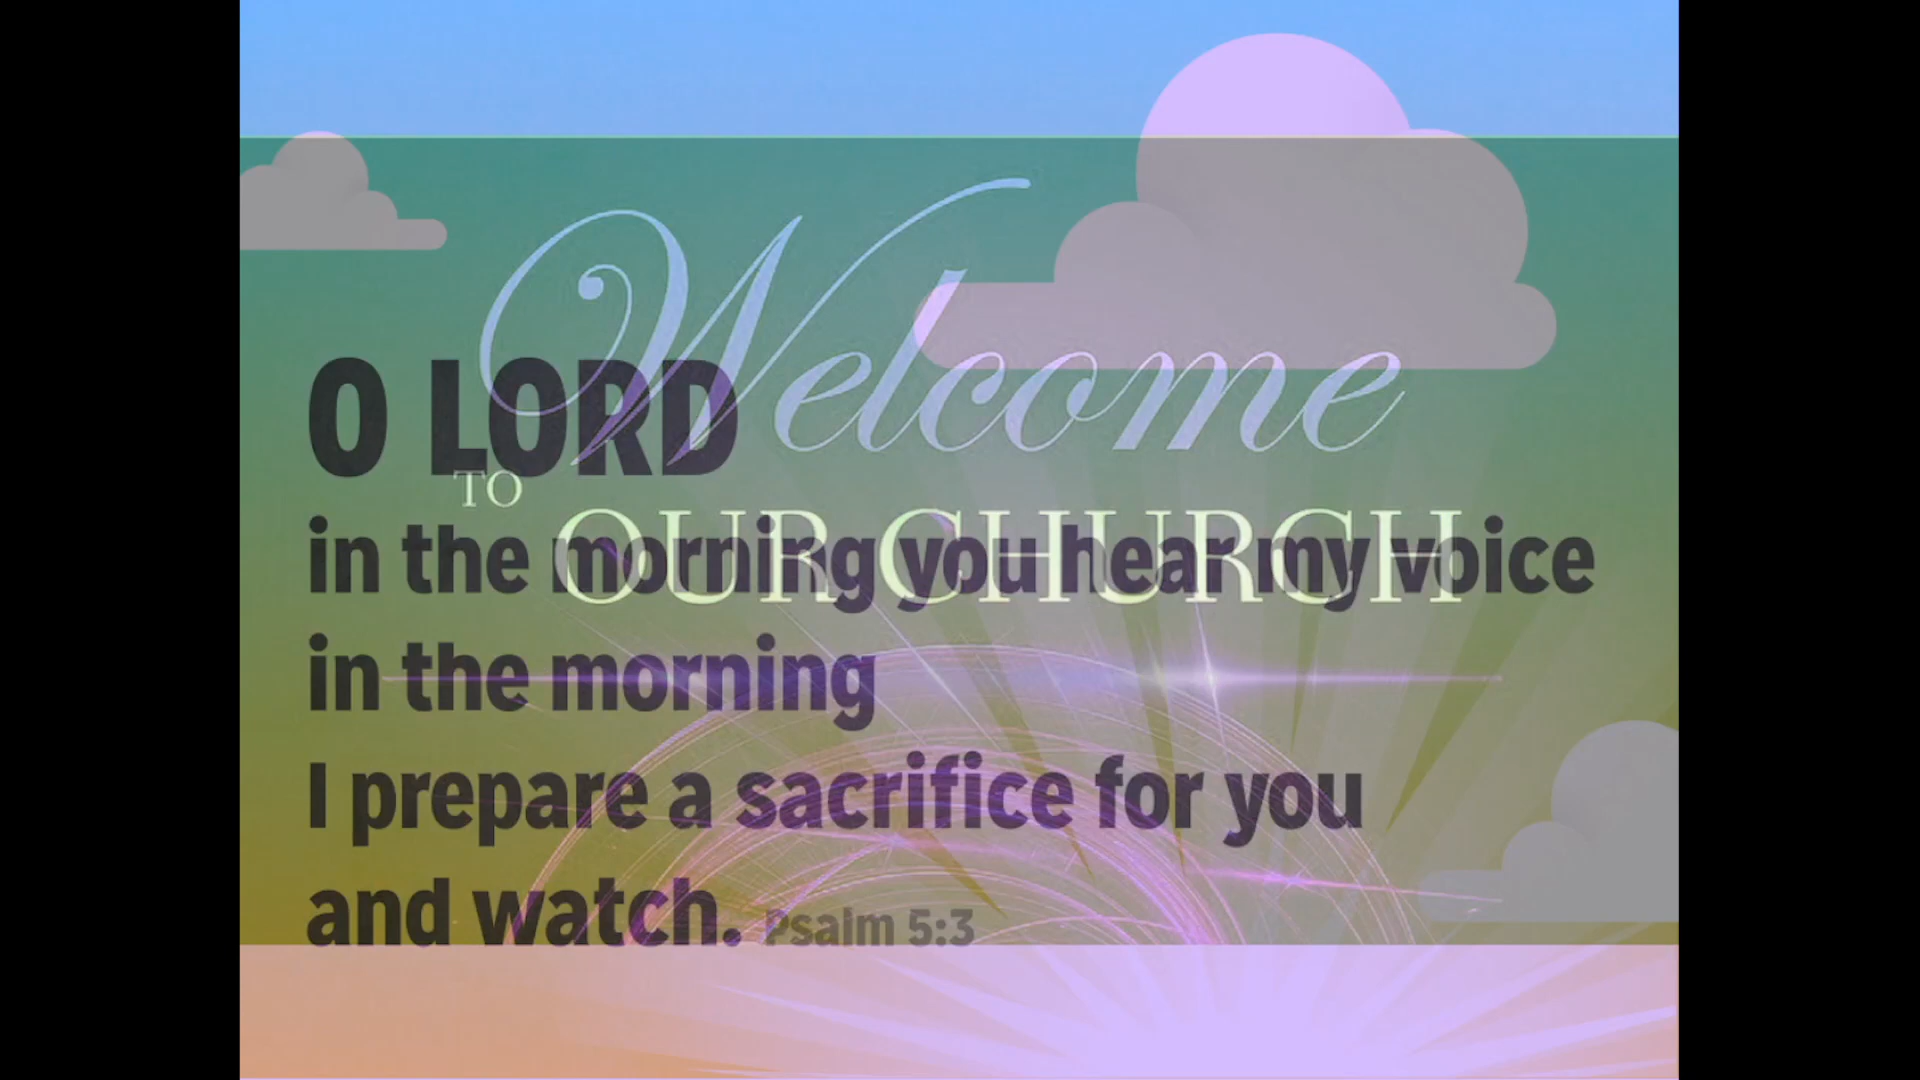 Welcome
TO
OUR CHURCH
O LORD
in the morning you hear my voice
in the morning
I prepare a sacrifice for you
and watch. Psalm 5:3